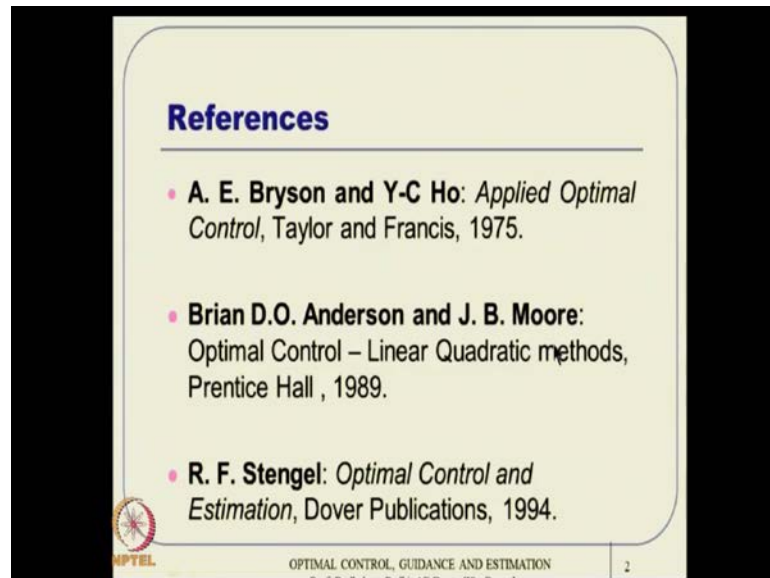 References
• A. E. Bryson and Y-C Ho: Applied Optimal
Control, Taylor and Francis, 1975.
• Brian D.O. Anderson and J. B. Moore:
Optimal Control – Linear Quadratic methods,
Prentice Hall , 1989.
• R. F. Stengel: Optimal Control and
Estimation, Dover Publications, 1994.
NPTEL
OPTIMAL CONTROL, GUIDANCE AND ESTIMATION
2